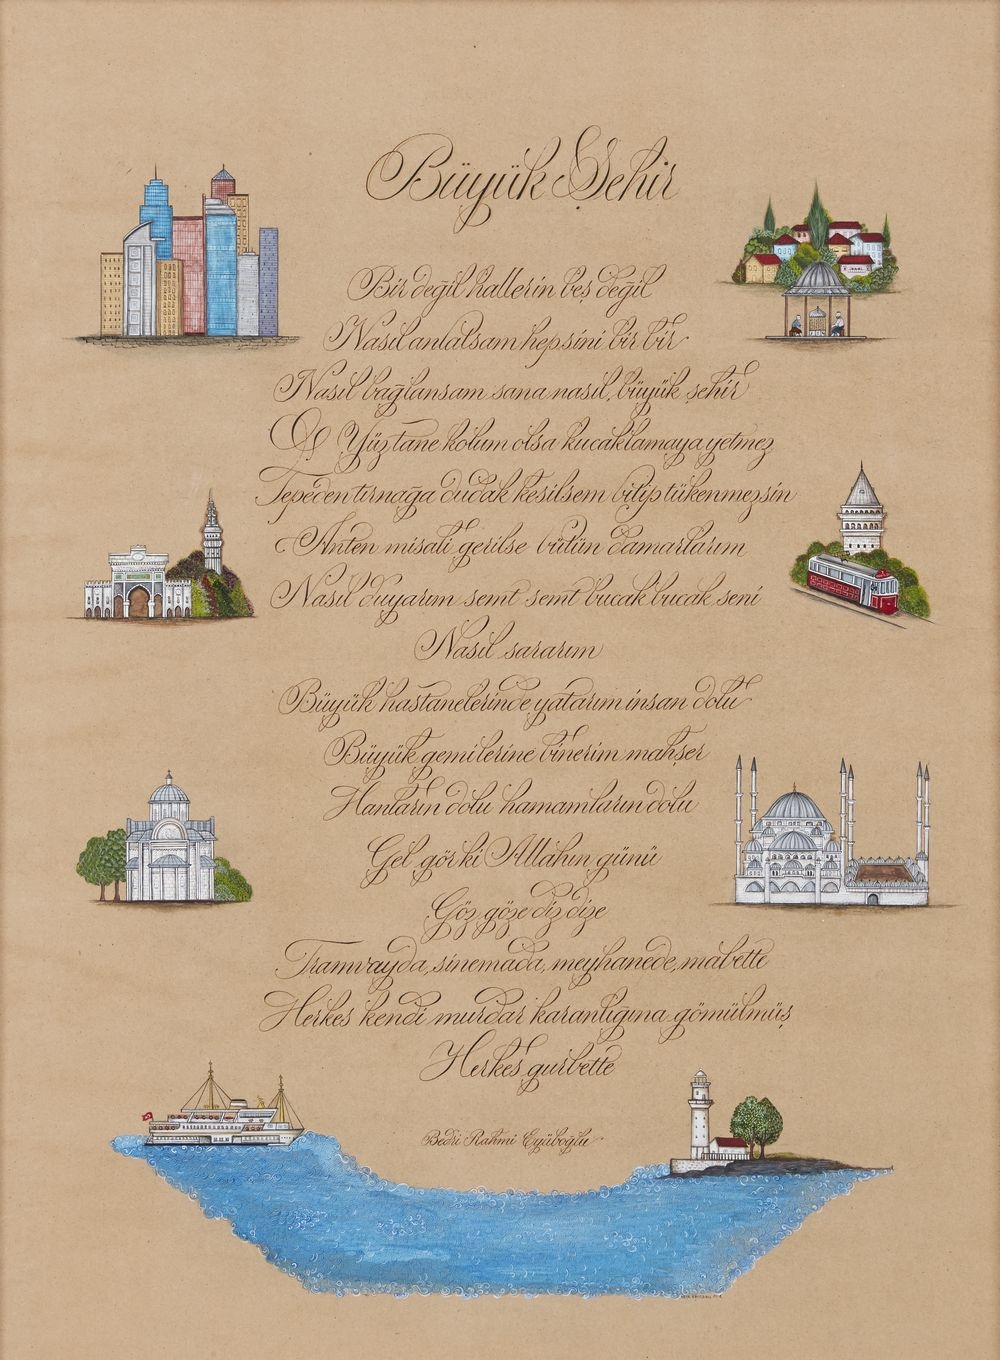 Büyük Şehir
Bir değil hallerin beş değil
Nasıl anlatsam hepsini bir bir
Nasıl bağlansam sana nasıl, büyük şehir
Of Yüz tane kolum olsa kucaklamaya yetmez
Tepeden tırnağa dudak kesilsem bitip tükenmezsin
Anten misali gerilse bütün damarlarım
Nasıl duyarım semt semt bucak bucak seni
Nasıl sararım
Büyük hastanelerinde yatarım insan dolu
Büyük gemilerine binerim mahşer
Hanların dolu hamamların dolu
Gel gör ki Allahın günü
Göz göze diz dize
Tramvayda, sinemada, meyhanede, mabette
Herkes kendi murdar karanlığına gömülmüş
Herkes gurbette
Bedri Rahmi Eyüboğlu